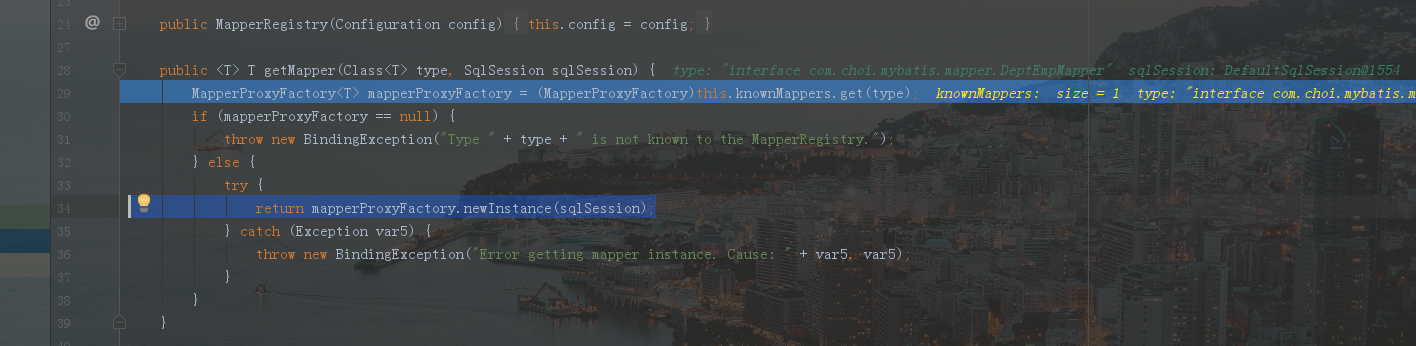 23
24 @ public MapperRegistry(Configuration config) { this.config = config; }
27
28 public <T> T getMapper(Class<T> type, SqlSession sqlSession) { type: "interface com.choi.mybatis.mapper.DeptEmpMapper" sqlSession: DefaultSqlSession@1554
29 MapperProxyFactory<T> mapperProxyFactory = (MapperProxyFactory)this.knownMappers.get(type); knownMappers: size = 1 type: "interface com.choi.mybatis.m
30 if (mapperProxyFactory == null) {
31 throw new BindingException("Type " + type + " is not known to the MapperRegistry.");
32 } else {
33 try {
34 return mapperProxyFactory.newInstance(sqlSession);
35 } catch (Exception var5) {
36 throw new BindingException("Error getting mapper instance. Cause: " + var5, var5);
37 }
38 }
39 }